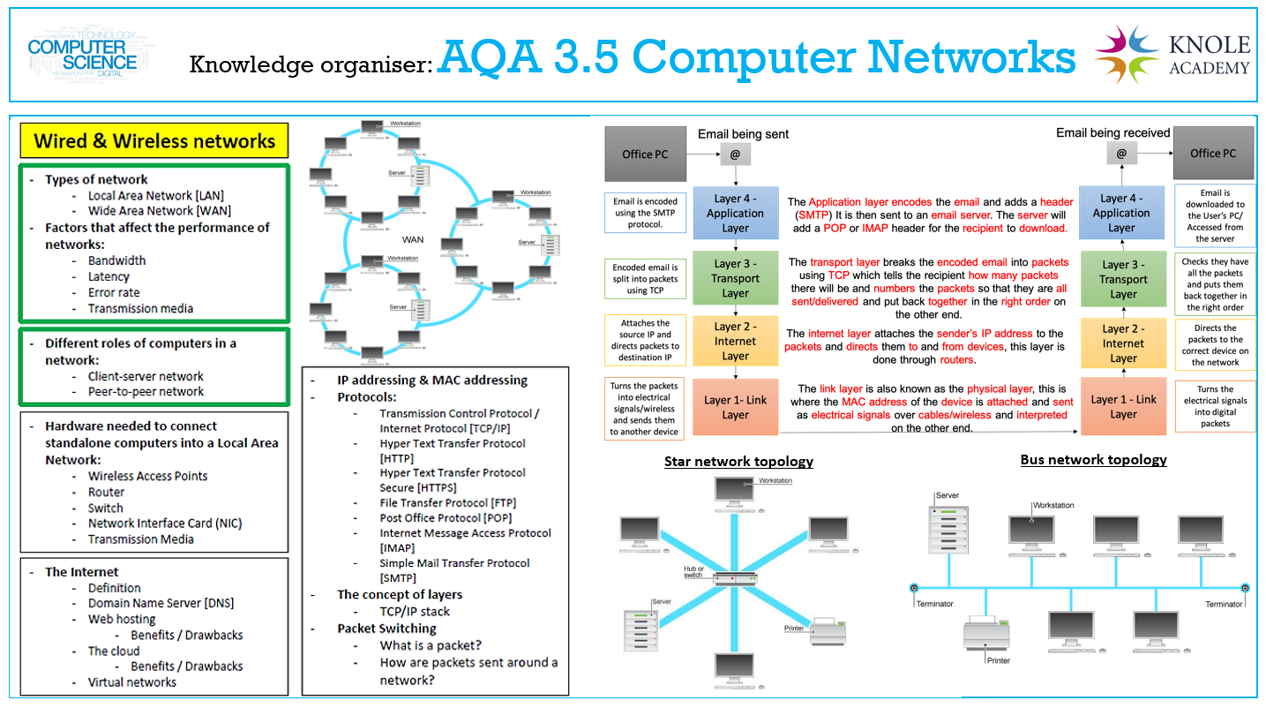 TECHNOLOGY
COMPUTER
SCIENCE
DIGITAL
Knowledge organiser: AQA 3.5 Computer Networks
KNOLE
ACADEMY
Wired & Wireless networks
- Types of network
- Local Area Network [LAN]
- Wide Area Network [WAN]
- Factors that affect the performance of
networks:
- Bandwidth
- Latency
- Error rate
- Transmission media
- Different roles of computers in a
network:
- Client-server network
- Peer-to-peer network
- Hardware needed to connect
standalone computers into a Local Area
Network:
- Wireless Access Points
- Router
- Switch
- Network Interface Card (NIC)
- Transmission Media
- The Internet
- Definition
- Domain Name Server [DNS]
- Web hosting
- Benefits / Drawbacks
- The cloud
- Benefits / Drawbacks
- Virtual networks
Workstation
Server
Workstation
Server
WAN
Workstation
Server
- IP addressing & MAC addressing
- Protocols:
- Transmission Control Protocol /
Internet Protocol [TCP/IP]
- Hyper Text Transfer Protocol
[HTTP]
- Hyper Text Transfer Protocol
Secure [HTTPS]
- File Transfer Protocol [FTP]
- Post Office Protocol [POP]
- Internet Message Access Protocol
[IMAP]
- Simple Mail Transfer Protocol
[SMTP]
- The concept of layers
- TCP/IP stack
- Packet Switching
- What is a packet?
- How are packets sent around a
network?
Office PC
Email being sent
@
Email being received
@
Office PC
Email is encoded
using the SMTP
protocol.
Layer 4 -
Application
Layer
The Application layer encodes the email and adds a header
(SMTP) It is then sent to an email server. The server will
add a POP or IMAP header for the recipient to download.
Layer 4 -
Application
Layer
Email is
downloaded to
the User's PC/
Accessed from
the server
Encoded email is
split into packets
using TCP
Layer 3 -
Transport
Layer
The transport layer breaks the encoded email into packets
using TCP which tells the recipient how many packets
there will be and numbers the packets so that they are all
sent/delivered and put back together in the right order on
the other end.
Layer 3 -
Transport
Layer
Checks they have
all the packets
and puts them
back together in
the right order
Attaches the
source IP and
directs packets to
destination IP
Layer 2 -
Internet
Layer
The internet layer attaches the sender's IP address to the
packets and directs them to and from devices, this layer is
done through routers.
Layer 2 -
Internet
Layer
Directs the
packets to the
correct device on
the network
Turns the packets
into electrical
signals/wireless
and sends them
to another device
Layer 1- Link
Layer
The link layer is also known as the physical layer, this is
where the MAC address of the device is attached and sent
as electrical signals over cables/wireless and interpreted
on the other end.
Layer 1 - Link
Layer
Turns the
electrical signals
into digital
packets
Star network topology
Workstation
Hub or
switch
Server
Printer
Bus network topology
Server
Workstation
Terminator
Terminator
Printer